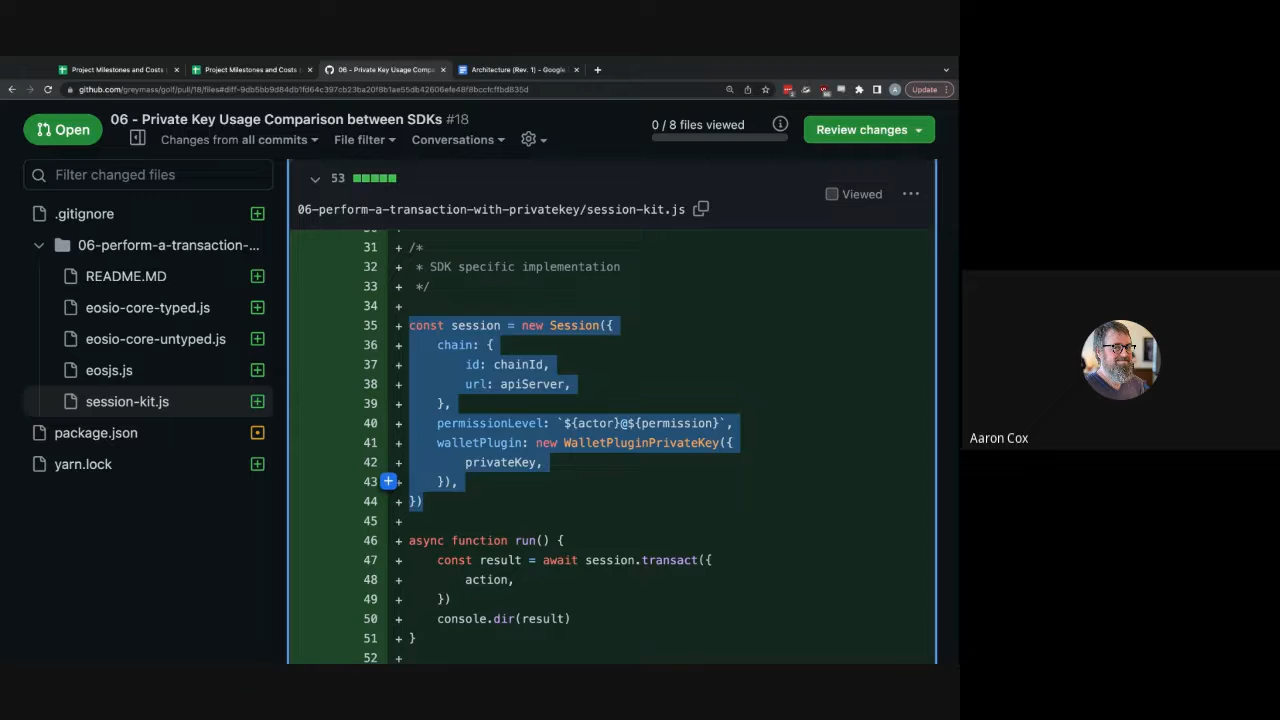 Project Milestones and Costs
Project Milestones and Costs
06 - Private Key Usage Compa
Architecture (Rev. 1) - Google
github.com/greymass/golf/pull/18/files#diff-9db5bb9d84db1fd64c397cb23ba20f8b1ae55db42606efe48f8bccfcffbd835d
A
Update
Open
06 - Private Key Usage Comparison between SDKs #18
Changes from all commits
File filter
Conversations
0 / 8 files viewed
Review changes
Filter changed files
.gitignore
06-perform-a-transaction-...
README.MD
eosio-core-typed.js
eosio-core-untyped.js
eosjs.js
session-kit.js
package.json
yarn.lock
53
Viewed
06-perform-a-transaction-with-privatekey/session-kit.js
31 + /*
32 + * SDK specific implementation
33 + */
34 +
35 + const session = new Session({
36 + chain: {
37 + id: chainId,
38 + url: apiServer,
39 + },
40 + permissionLevel: `${actor}@${permission}`,
41 + walletPlugin: new WalletPluginPrivateKey({
42 + privateKey,
43 + }),
44 + })
45 +
46 + async function run() {
47 + const result = await session.transact({
48 + action,
49 + })
50 + console.dir(result)
51 + }
52 +
Aaron Cox